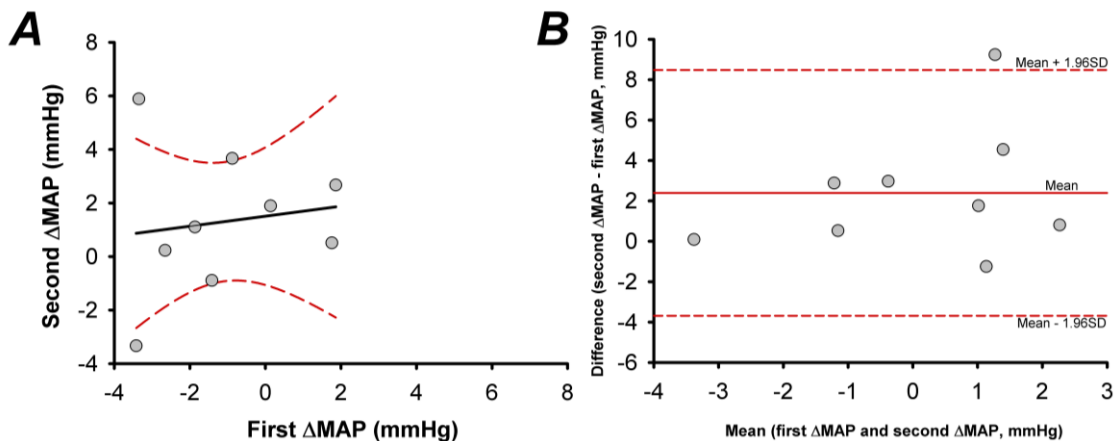 A
8
6
4
2
0
-2
-4
Second ΔMAP (mmHg)
-4 -2 0 2 4 6 8
First ΔMAP (mmHg)
B
10
8
6
4
2
0
-2
-4
-6
Difference (second ΔMAP - first ΔMAP, mmHg)
Mean + 1.96SD
Mean
Mean - 1.96SD
-4 -3 -2 -1 0 1 2 3
Mean (first ΔMAP and second ΔMAP, mmHg)